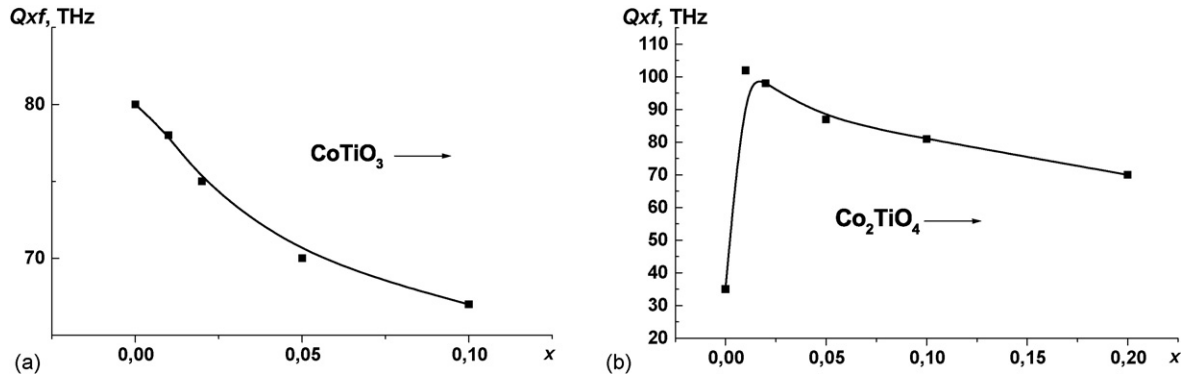 Qxf, THz
80
70
CoTiO₃
0,00 0,05 0,10 x
(a)
Qxf, THz
110
100
90
80
70
60
50
40
30
20
Co₂TiO₄
0,00 0,05 0,10 0,15 0,20 x
(b)